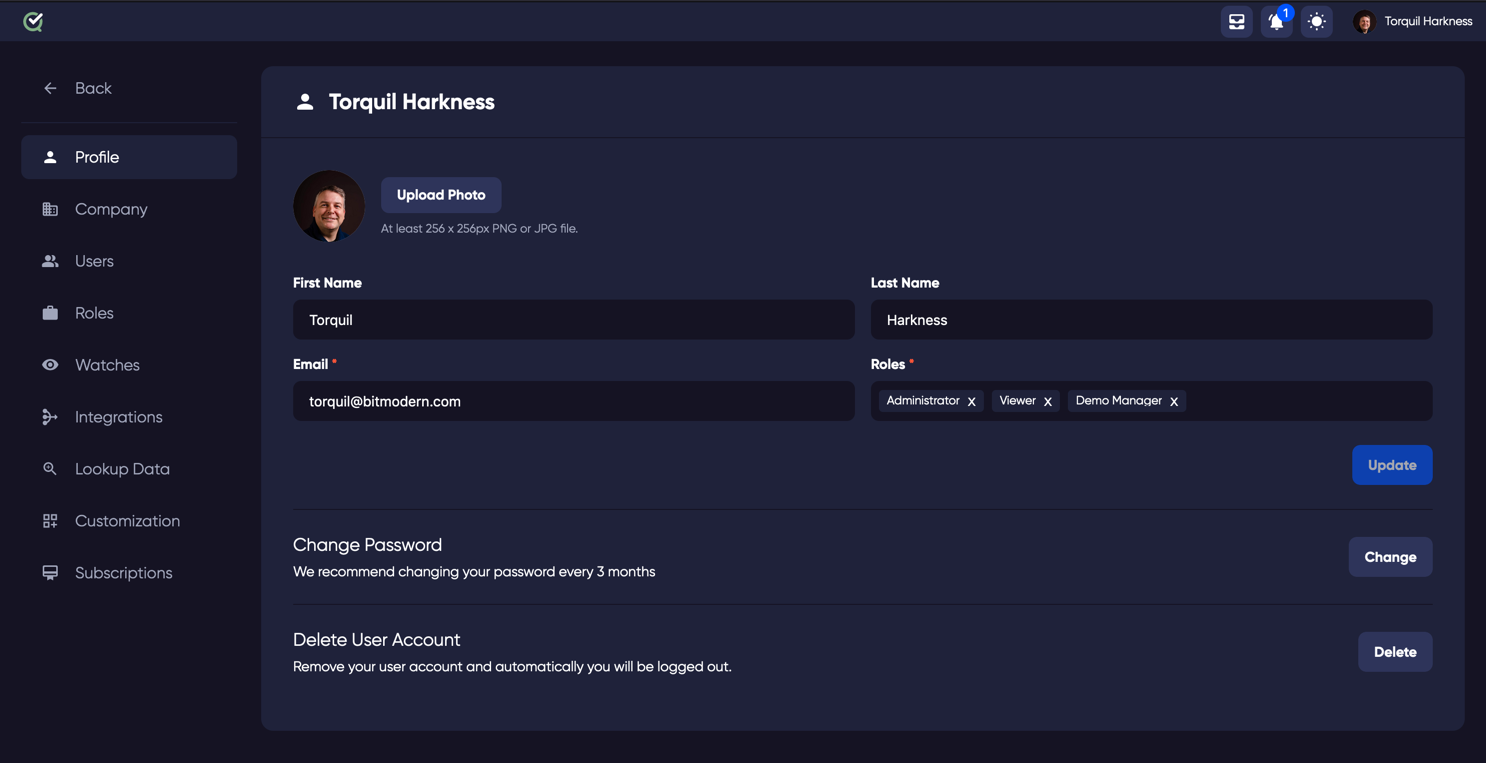 1
Torquil Harkness
Back
Torquil Harkness
Profile
Company
Users
Roles
Watches
Integrations
Lookup Data
Customization
Subscriptions
Upload Photo
At least 256 x 256px PNG or JPG file.
First Name
Torquil
Last Name
Harkness
Email *
torquil@bitmodern.com
Roles *
Administrator x Viewer x Demo Manager x
Update
Change Password
We recommend changing your password every 3 months
Change
Delete User Account
Remove your user account and automatically you will be logged out.
Delete